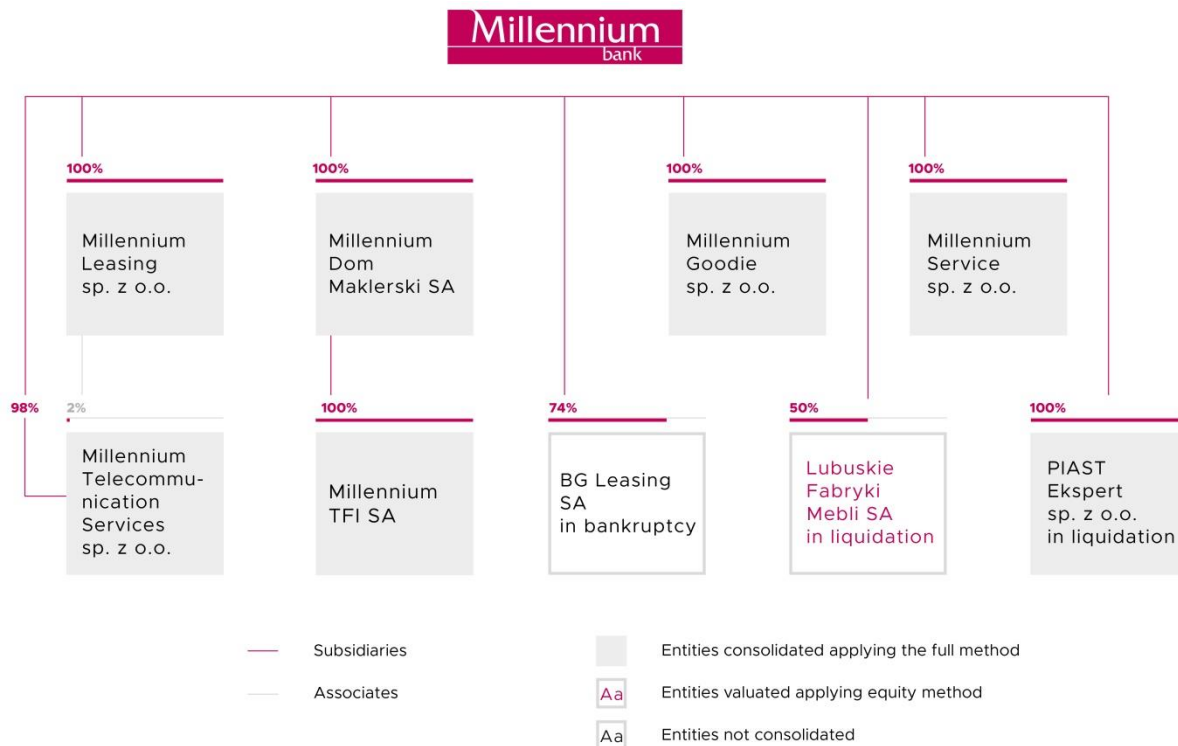 Millennium
bank
100%
100%
100%
100%
Millennium
Leasing
sp. z o.o.
Millennium
Dom
Maklerski SA
Millennium
Goodie
sp. z o.o.
Millennium
Service
sp. z o.o.
98%
2%
100%
74%
50%
100%
Millennium
Telecommu-
nication
Services
sp. z o.o.
Millennium
TFI SA
BG Leasing
SA
in bankruptcy
Lubuskie
Fabryki
Mebli SA
in liquidation
PIAST
Ekspert
sp. z o.o.
in liquidation
Subsidiaries
Associates
Entities consolidated applying the full method
Aa Entities valuated applying equity method
Aa Entities not consolidated